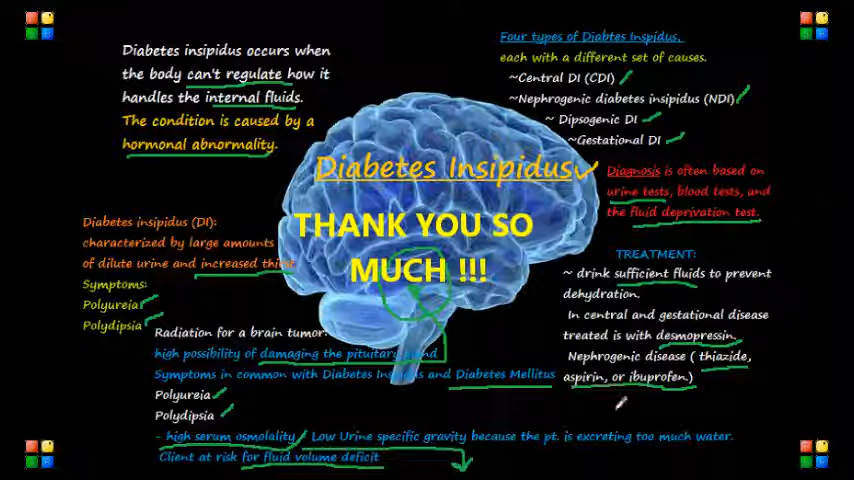 Diabetes insipidus occurs when
the body can't regulate how it
handles the internal fluids.
The condition is caused by a
hormonal abnormality.
Four types of Diabtes Inspidus,
each with a different set of causes.
~Central DI (CDI)
~Nephrogenic diabetes insipidus (NDI)
~ Dipsogenic DI
~Gestational DI
Diabetes Insipidus
THANK YOU SO
MUCH !!!
Diagnosis is often based on
urine tests, blood tests, and
the fluid deprivation test.
Diabetes insipidus (DI):
characterized by large amounts
of dilute urine and increased thirst
Symptoms:
Polyureia
Polydipsia
TREATMENT:
~ drink sufficient fluids to prevent
dehydration.
In central and gestational disease
treated is with desmopressin.
Nephrogenic disease ( thiazide,
aspirin, or ibuprofen.)
Radiation for a brain tumor:
high possibility of damaging the pituitary gland
Symptoms in common with Diabetes Insipidus and Diabetes Mellitus
Polyureia
Polydipsia
- high serum osmolality / Low Urine specific gravity because the pt. is excreting too much water.
Client at risk for fluid volume deficit